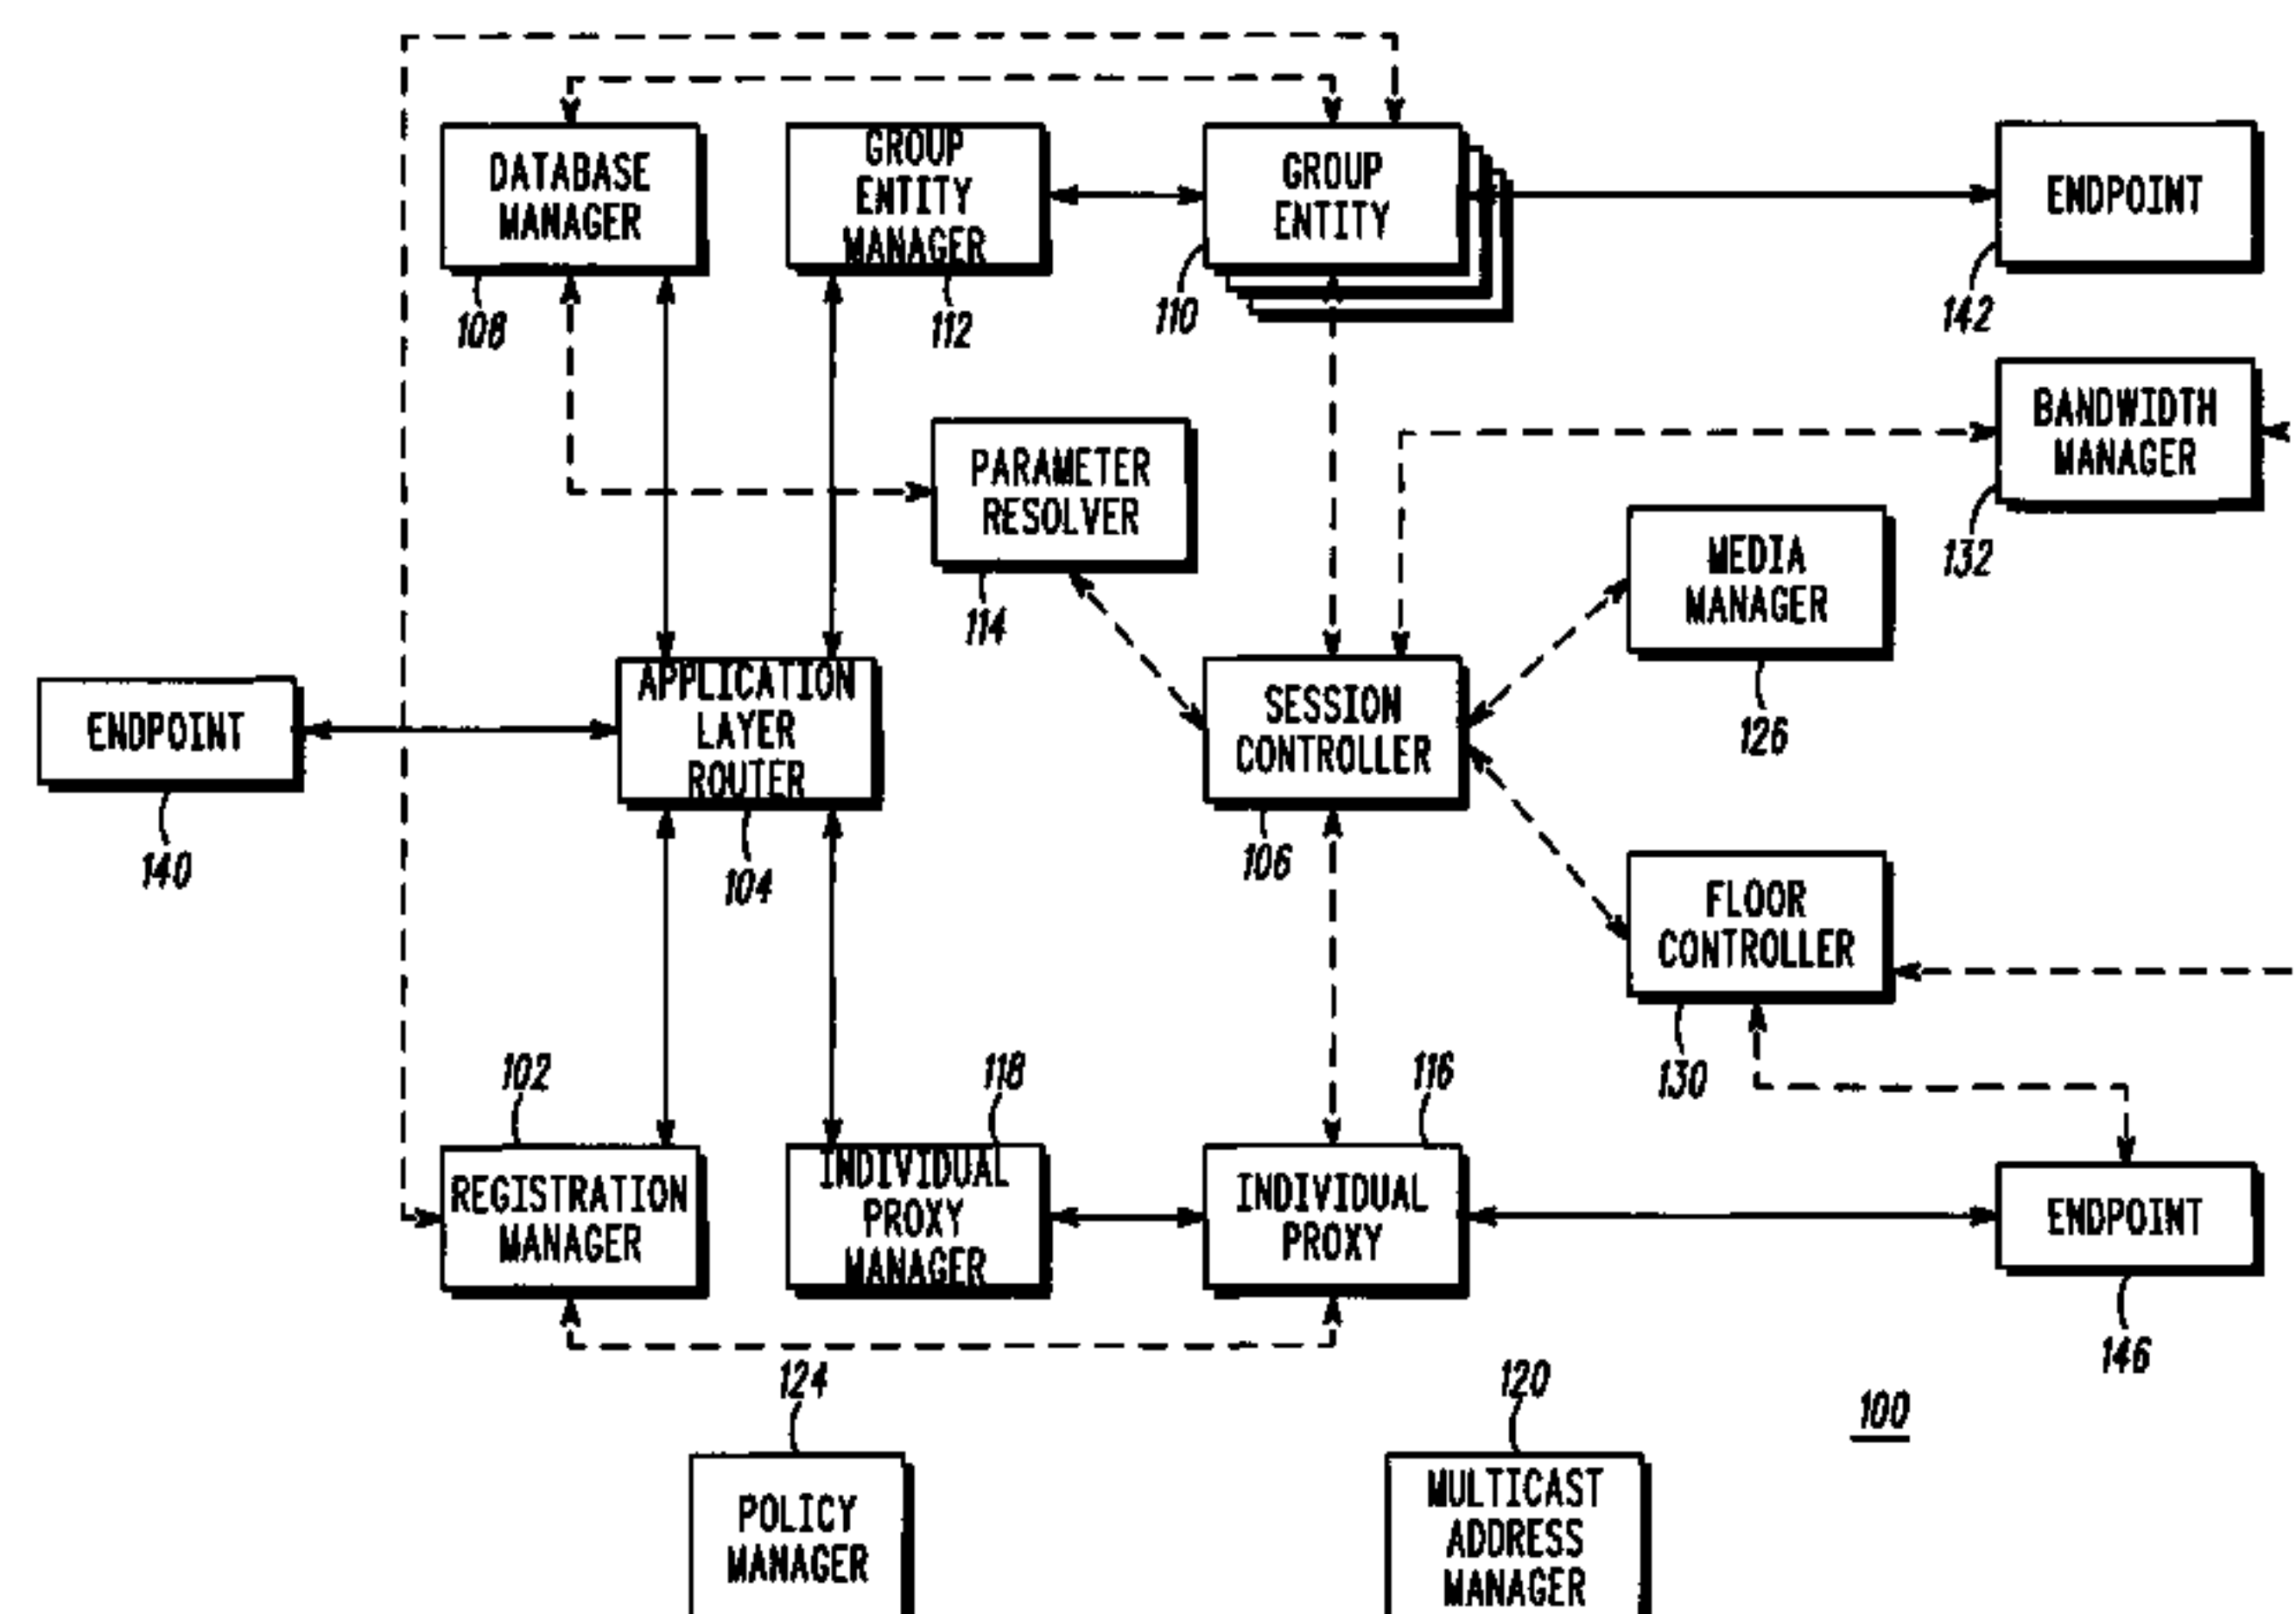 DATABASE
MANAGER
108
GROUP
ENTITY
MANAGER
112
GROUP
ENTITY
110
ENDPOINT
142
BANDWIDTH
MANAGER
132
PARAMETER
RESOLVER
114
MEDIA
MANAGER
126
ENDPOINT
140
APPLICATION
LAYER
ROUTER
104
SESSION
CONTROLLER
106
FLOOR
CONTROLLER
130
102
REGISTRATION
MANAGER
118
INDIVIDUAL
PROXY
MANAGER
116
INDIVIDUAL
PROXY
ENDPOINT
146
124
POLICY
MANAGER
120
MULTICAST
ADDRESS
MANAGER
100